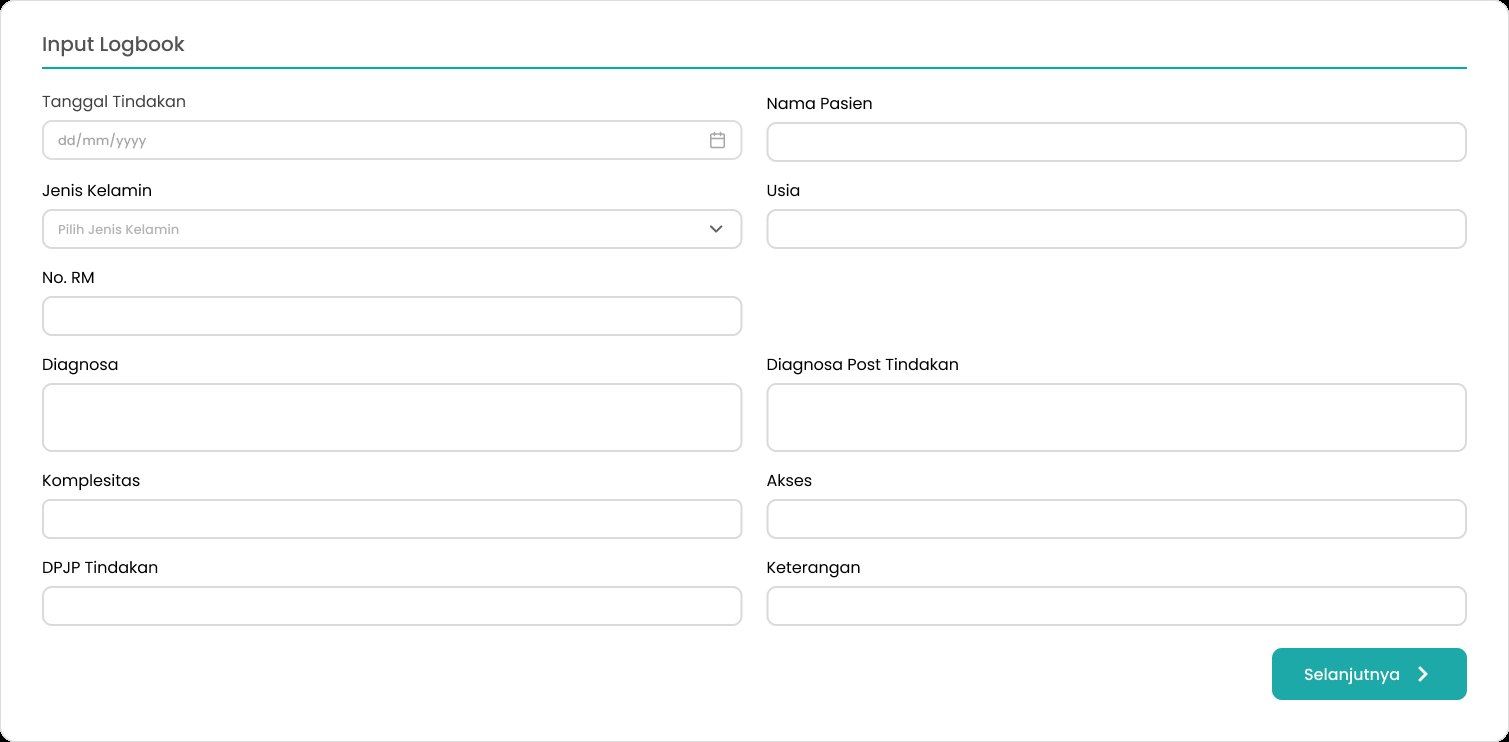 Input Logbook
Tanggal Tindakan
dd/mm/yyyy
Nama Pasien
Jenis Kelamin
Pilih Jenis Kelamin
Usia
No. RM
Diagnosa
Diagnosa Post Tindakan
Komplesitas
Akses
DPJP Tindakan
Keterangan
Selanjutnya